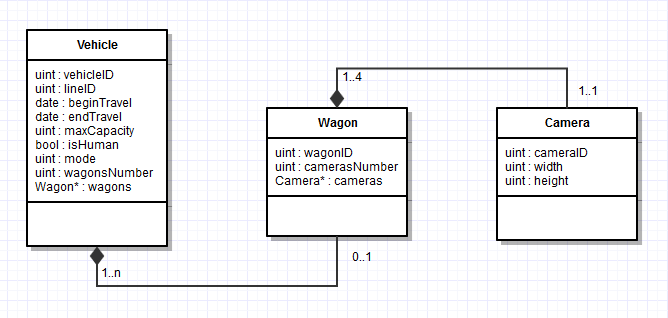 Vehicle
uint : vehicleID
uint : lineID
date : beginTravel
date : endTravel
uint : maxCapacity
bool : isHuman
uint : mode
uint : wagonsNumber
Wagon* : wagons
1..n
1..4
Wagon
uint : wagonID
uint : camerasNumber
Camera* : cameras
0..1
1..1
Camera
uint : cameraID
uint : width
uint : height